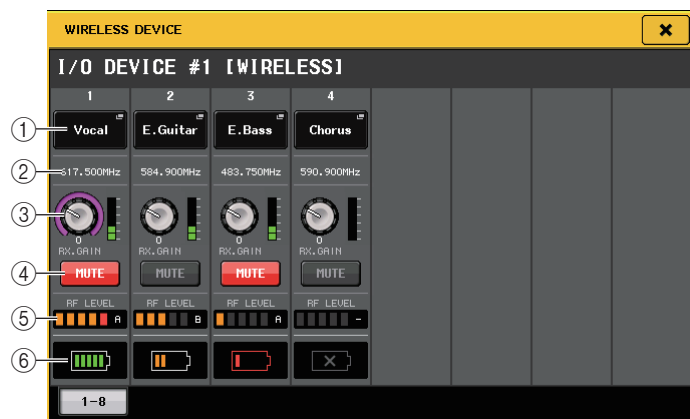 WIRELESS DEVICE
I/O DEVICE #1 [WIRELESS]
1 2 3 4
① Vocal E.Guitar E.Bass Chorus
② 617.500MHz 584.900MHz 483.750MHz 590.900MHz
③
0 0 0 0
RX.GAIN RX.GAIN RX.GAIN RX.GAIN
④ MUTE MUTE MUTE MUTE
RF LEVEL RF LEVEL RF LEVEL RF LEVEL
⑤ A B A -
⑥
1-8